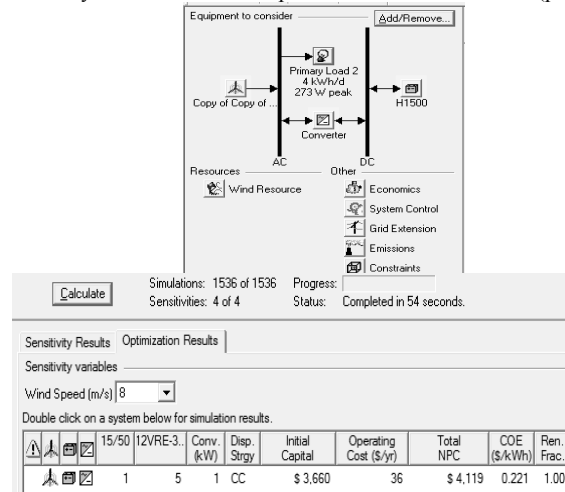 Equipment to consider Add/Remove...
Primary Load 2
4 kWh/d
273 W peak
Copy of Copy of ...
H1500
Converter
AC DC
Resources Other
Wind Resource Economics
System Control
Grid Extension
Emissions
Constraints
Calculate Simulations: 1536 of 1536 Progress:
Sensitivities: 4 of 4 Status: Completed in 54 seconds.
Sensitivity Results Optimization Results
Sensitivity variables
Wind Speed (m/s) 8
Double click on a system below for simulation results.
15/50 12VRE-3.. Conv. (kW) Disp. Strgy Initial Capital Operating Cost ($/yr) Total NPC COE ($/kWh) Ren. Frac.
1 5 1 CC $ 3,660 36 $ 4,119 0.221 1.00